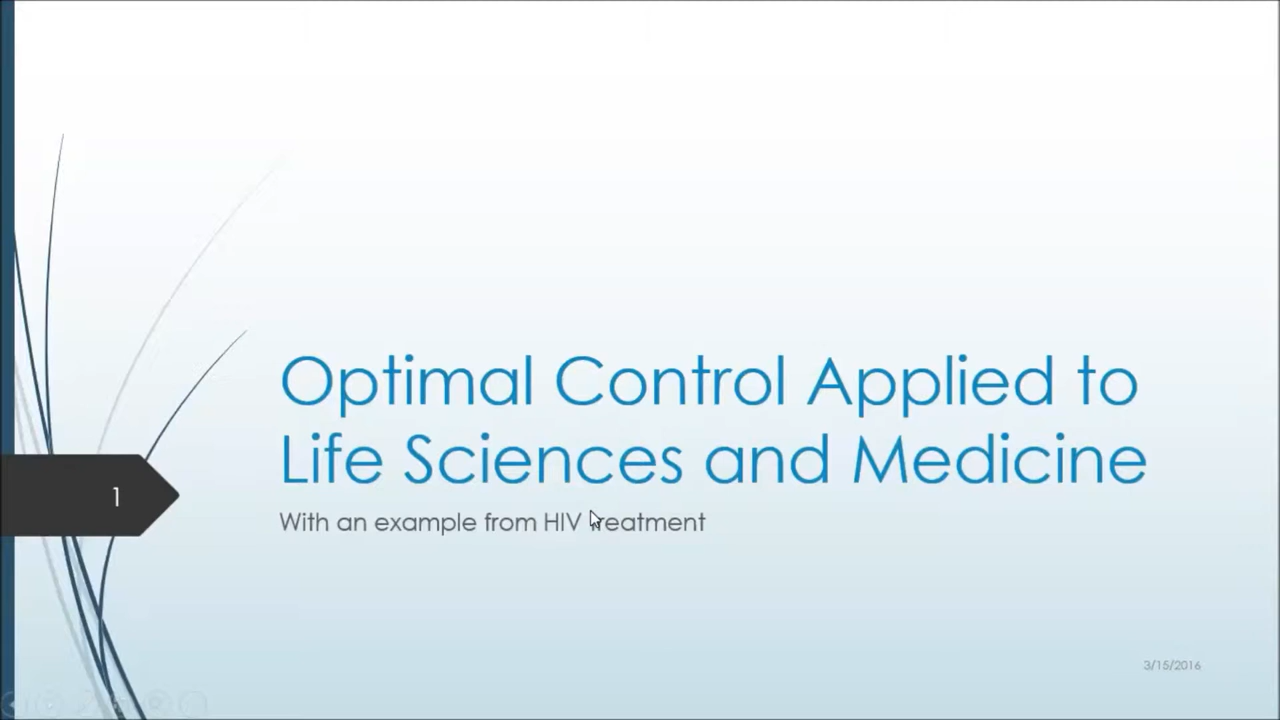 Optimal Control Applied to
Life Sciences and Medicine
1
With an example from HIV treatment
3/15/2016